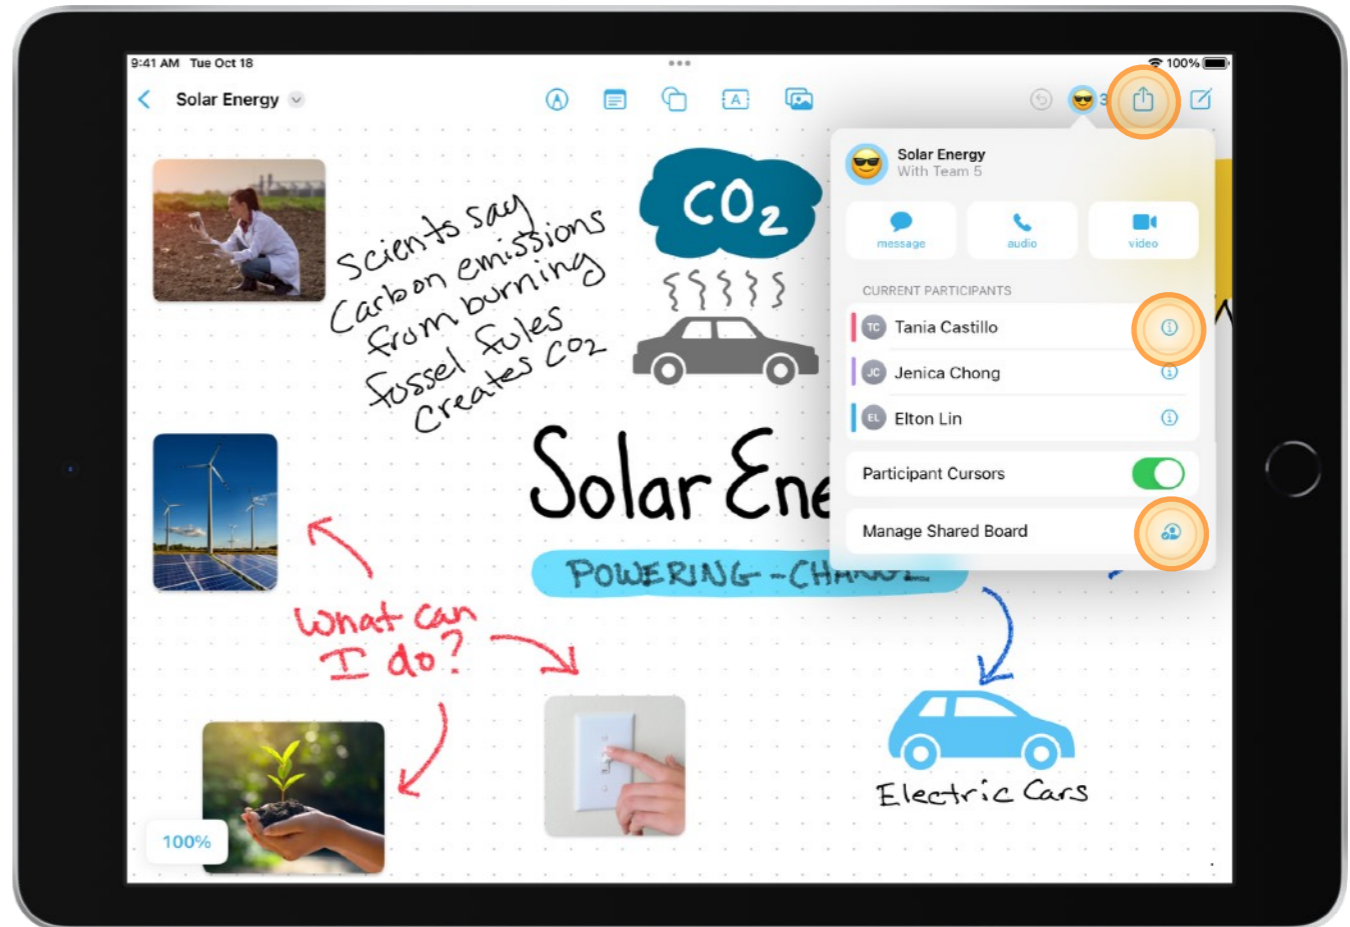 9:41 AM Tue Oct 18
100%
Solar Energy
A
3
Solar Energy
With Team 5
message
audio
video
CURRENT PARTICIPANTS
TC Tania Castillo
JC Jenica Chong
EL Elton Lin
Participant Cursors
Manage Shared Board
Scientists say
Carbon emissions
from burning
fossel fules
creates CO2
CO2
Solar Ene
POWERING-CHANGE
What can
I do?
Electric Cars
100%